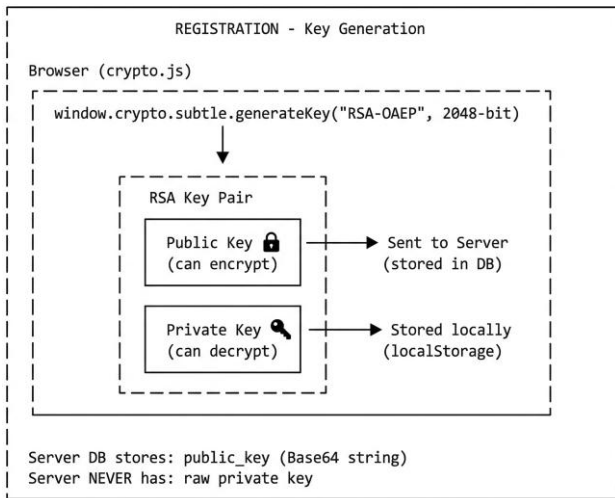 REGISTRATION - Key Generation
Browser (crypto.js)
window.crypto.subtle.generateKey("RSA-OAEP", 2048-bit)
RSA Key Pair
Public Key
(can encrypt)
Sent to Server
(stored in DB)
Private Key
(can decrypt)
Stored locally
(localStorage)
Server DB stores: public_key (Base64 string)
Server NEVER has: raw private key